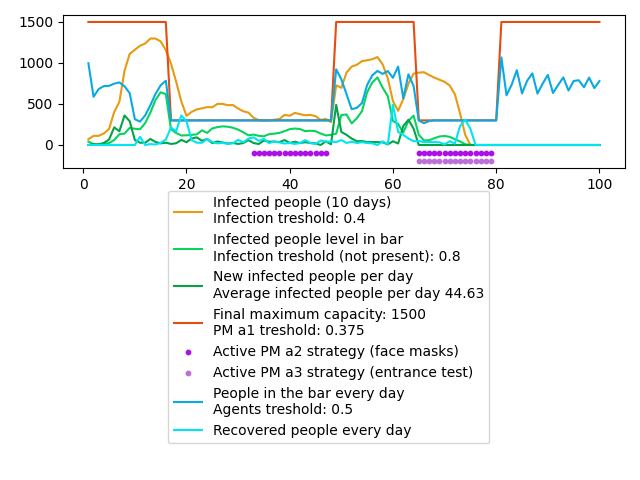 1500
1000
500
0
0 20 40 60 80 100
Infected people (10 days)
Infection treshold: 0.4
Infected people level in bar
Infection treshold (not present): 0.8
New infected people per day
Average infected people per day 44.63
Final maximum capacity: 1500
PM a1 treshold: 0.375
Active PM a2 strategy (face masks)
Active PM a3 strategy (entrance test)
People in the bar every day
Agents treshold: 0.5
Recovered people every day